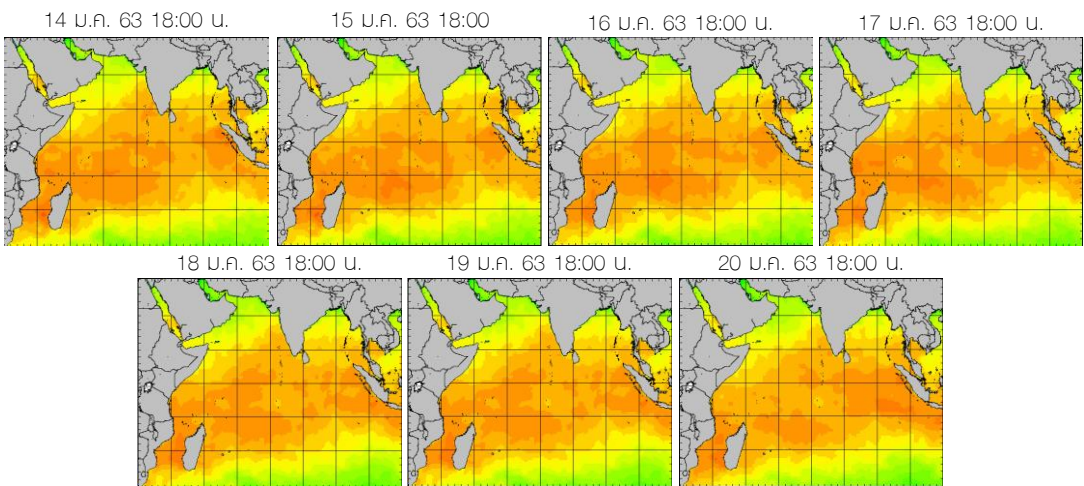 14 ม.ค. 63 18:00 น.
15 ม.ค. 63 18:00
16 ม.ค. 63 18:00 น.
17 ม.ค. 63 18:00 น.
18 ม.ค. 63 18:00 น.
19 ม.ค. 63 18:00 น.
20 ม.ค. 63 18:00 น.